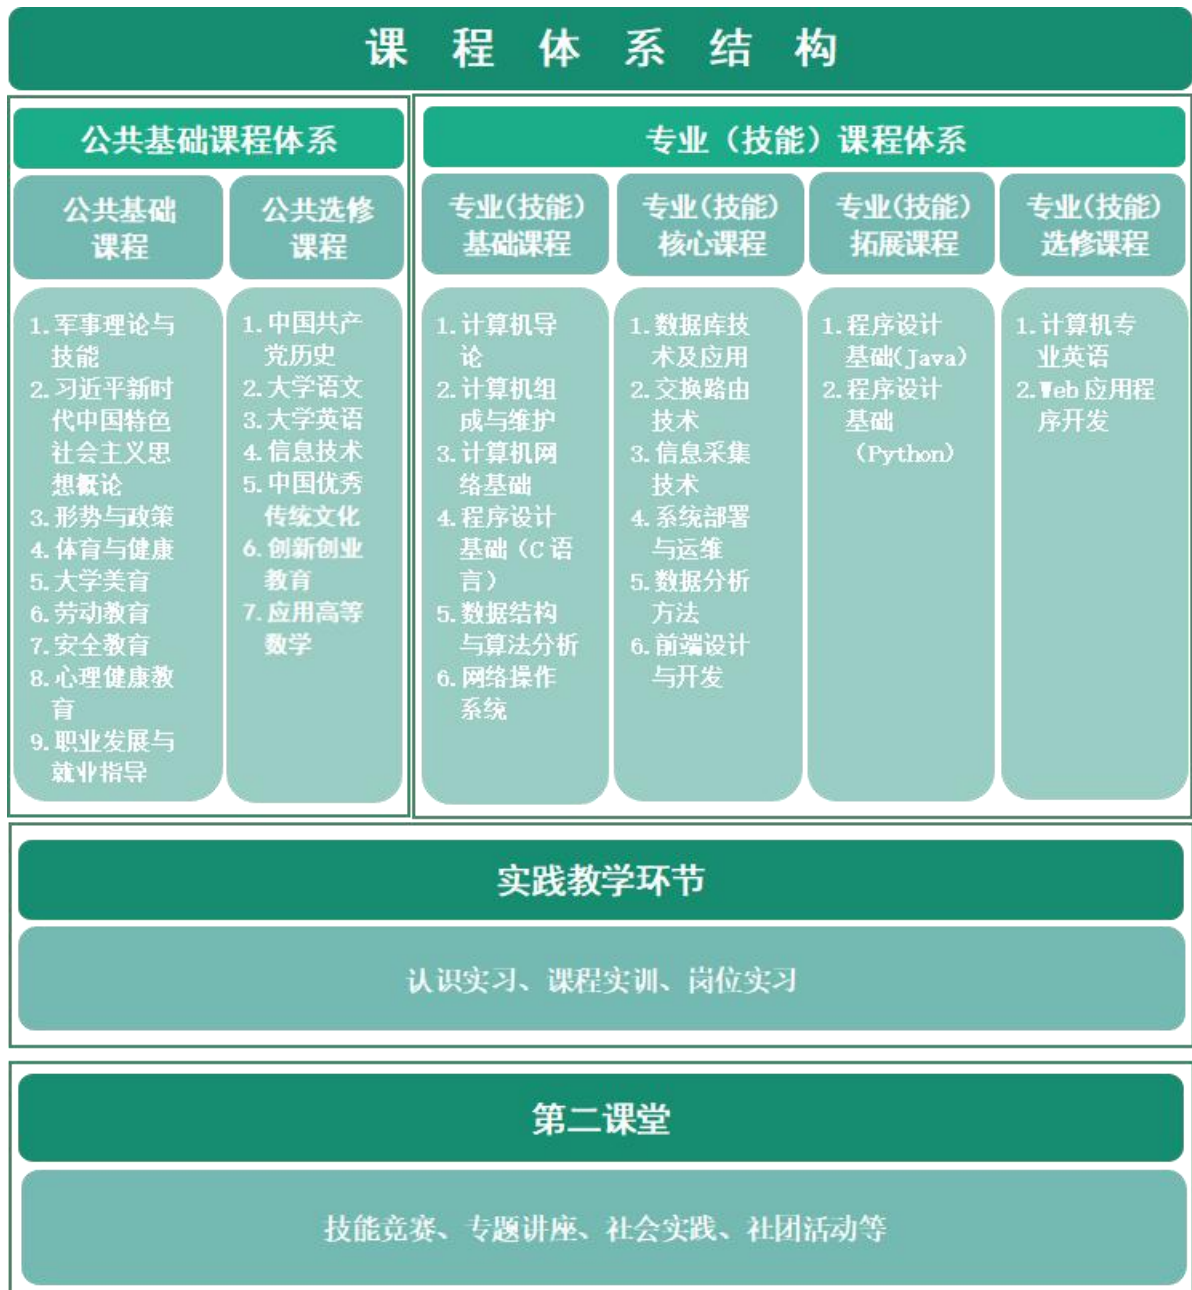 课 程 体 系 结 构
公共基础课程体系
公共基础
课程
公共选修
课程
1.军事理论与
技能
2.习近平新时
代中国特色
社会主义思
想概论
3.形势与政策
4.体育与健康
5.大学美育
6.劳动教育
7.安全教育
8.心理健康教
育
9.职业发展与
就业指导
1.中国共产
党历史
2.大学语文
3.大学英语
4.信息技术
5.中国优秀
传统文化
6.创新创业
教育
7.应用高等
数学
专业（技能）课程体系
专业(技能)
基础课程
专业(技能)
核心课程
专业(技能)
拓展课程
专业(技能)
选修课程
1.计算机导
论
2.计算机组
成与维护
3.计算机网
络基础
4.程序设计
基础（C 语
言）
5.数据结构
与算法分析
6.网络操作
系统
1.数据库技
术及应用
2.交换路由
技术
3.信息采集
技术
4.系统部署
与运维
5.数据分析
方法
6.前端设计
与开发
1.程序设计
基础(Java)
2.程序设计
基础
（Python）
1.计算机专
业英语
2.Web 应用程
序开发
实践教学环节
认识实习、课程实训、岗位实习
第二课堂
技能竞赛、专题讲座、社会实践、社团活动等